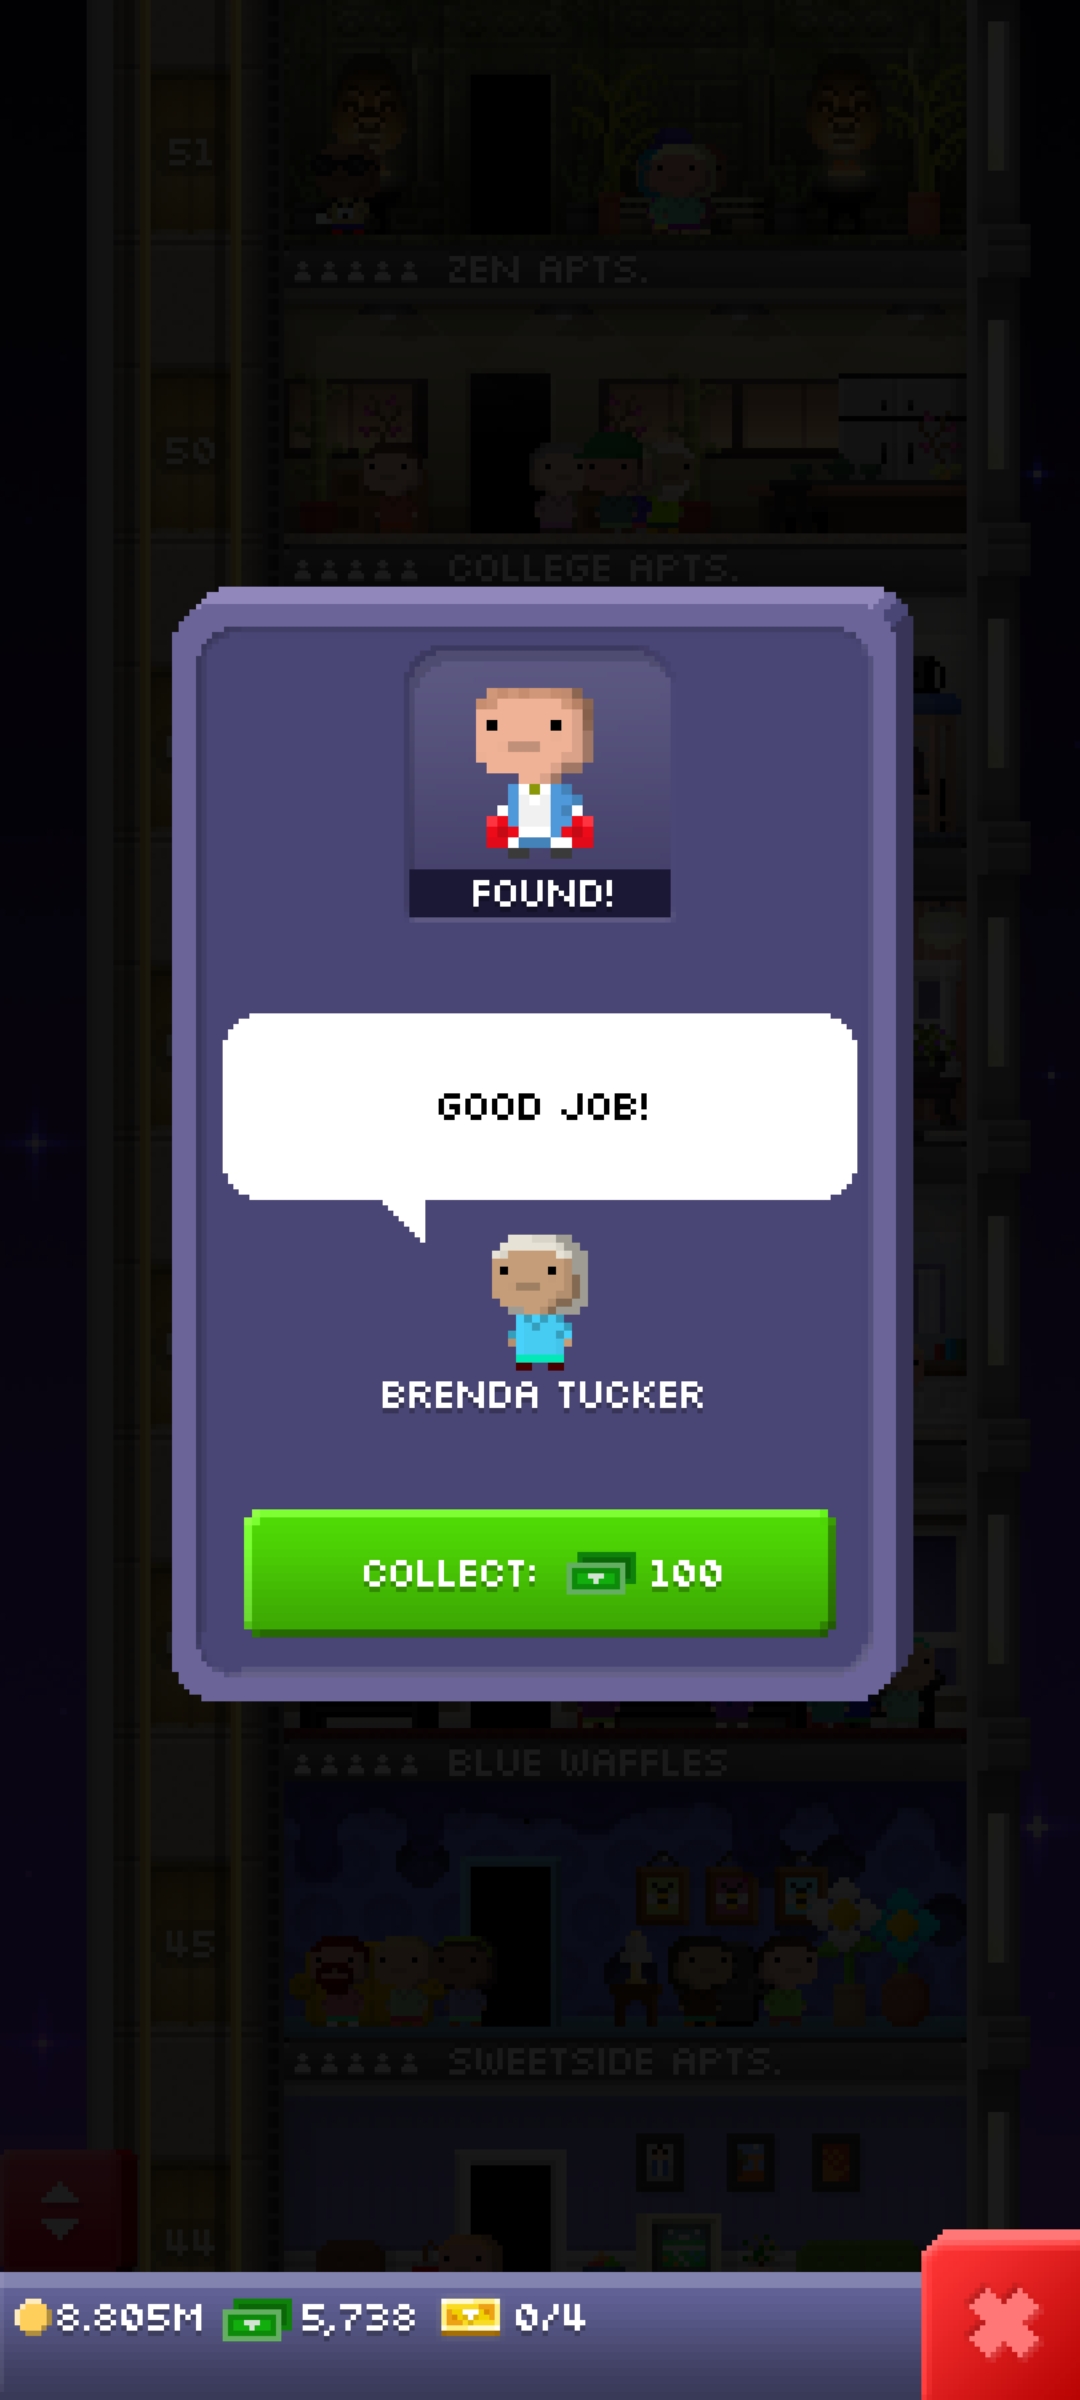 51
ZEN APTS.
50
COLLEGE APTS.
FOUND!
GOOD JOB!
BRENDA TUCKER
COLLECT: 100
BLUE WAFFLES
45
SWEETSIDE APTS.
44
8.805M 5,738 0/4